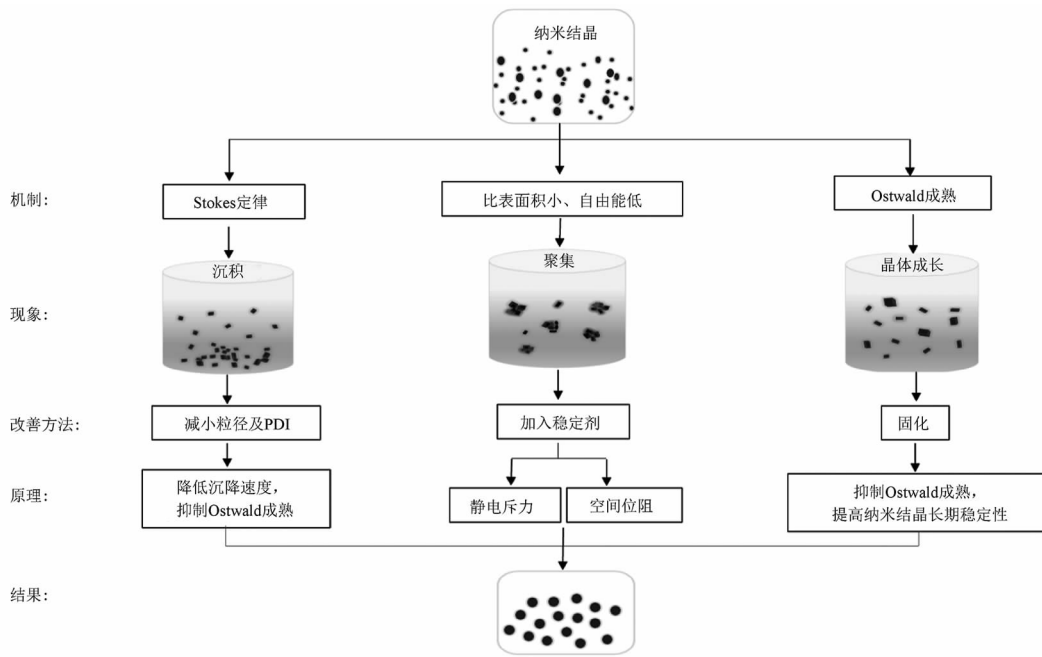 纳米结晶
机制:
Stokes定律
比表面积小、自由能低
Ostwald成熟
现象:
沉积
聚集
晶体成长
改善方法:
减小粒径及PDI
加入稳定剂
固化
原理:
降低沉降速度,
抑制Ostwald成熟
静电斥力
空间位阻
抑制Ostwald成熟,
提高纳米结晶长期稳定性
结果: